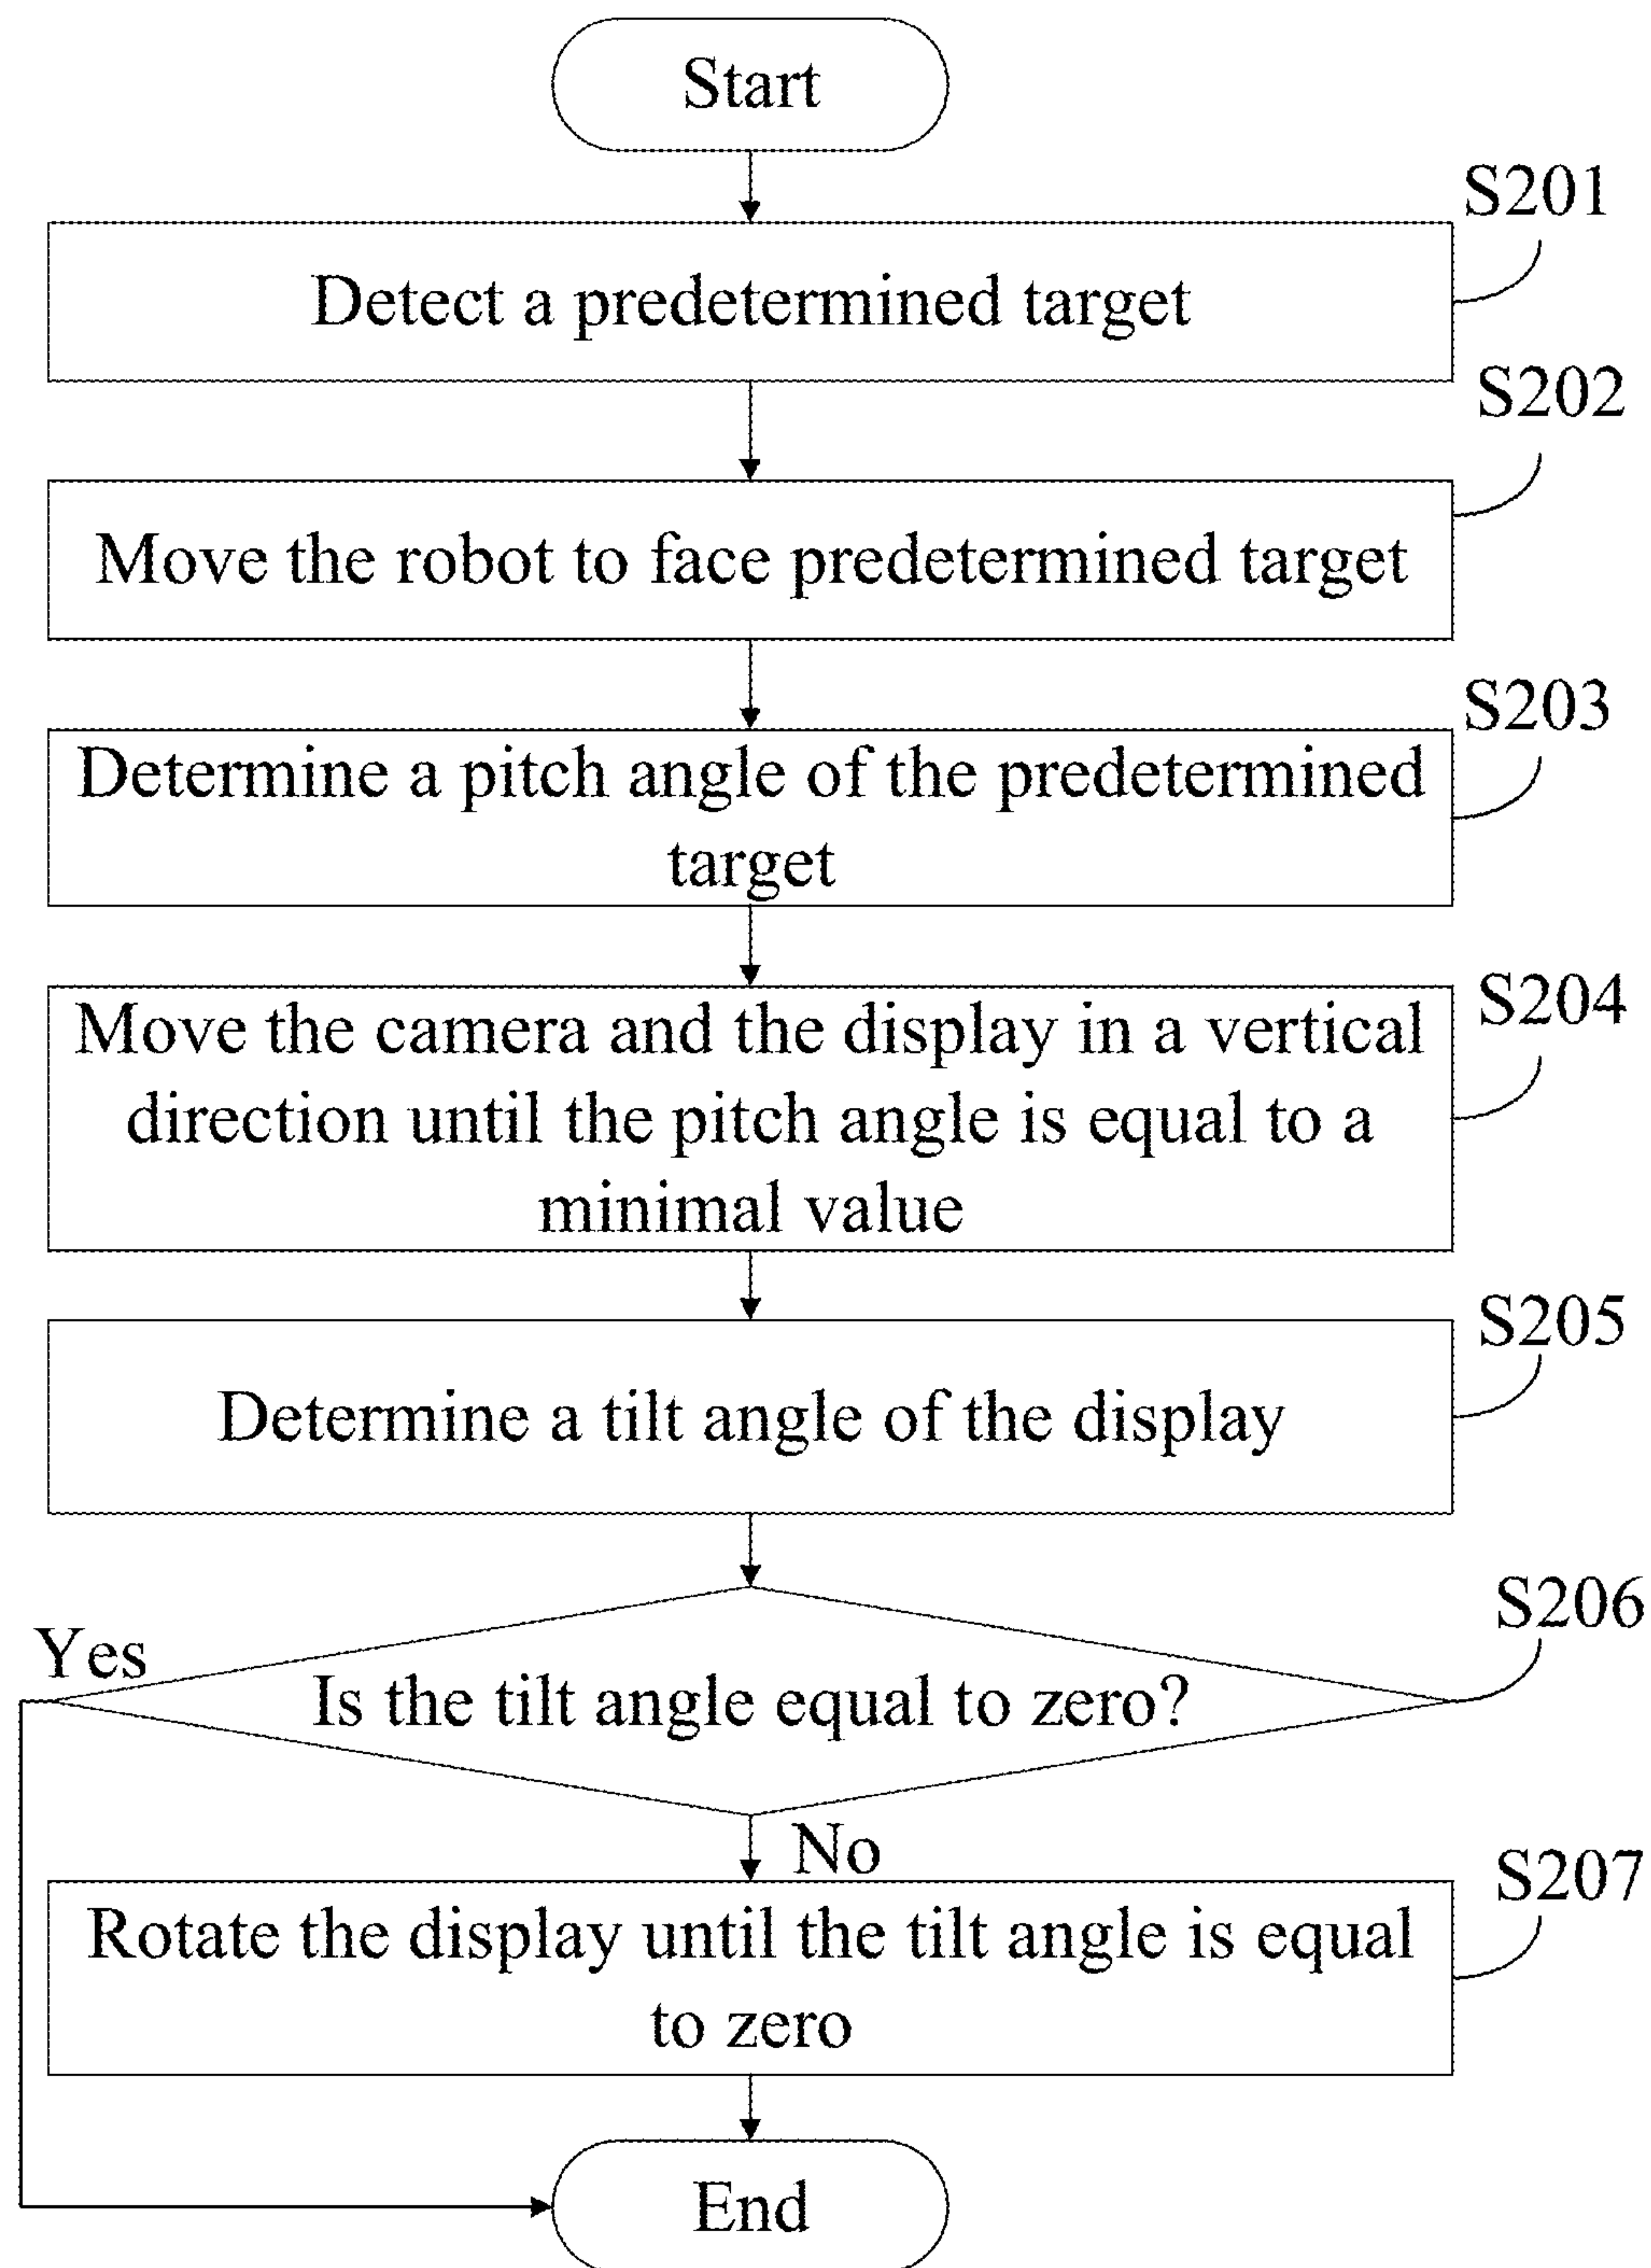 Start
S201
Detect a predetermined target
S202
Move the robot to face predetermined target
S203
Determine a pitch angle of the predetermined
target
S204
Move the camera and the display in a vertical
direction until the pitch angle is equal to a
minimal value
S205
Determine a tilt angle of the display
S206
Yes
Is the tilt angle equal to zero?
No
S207
Rotate the display until the tilt angle is equal
to zero
End